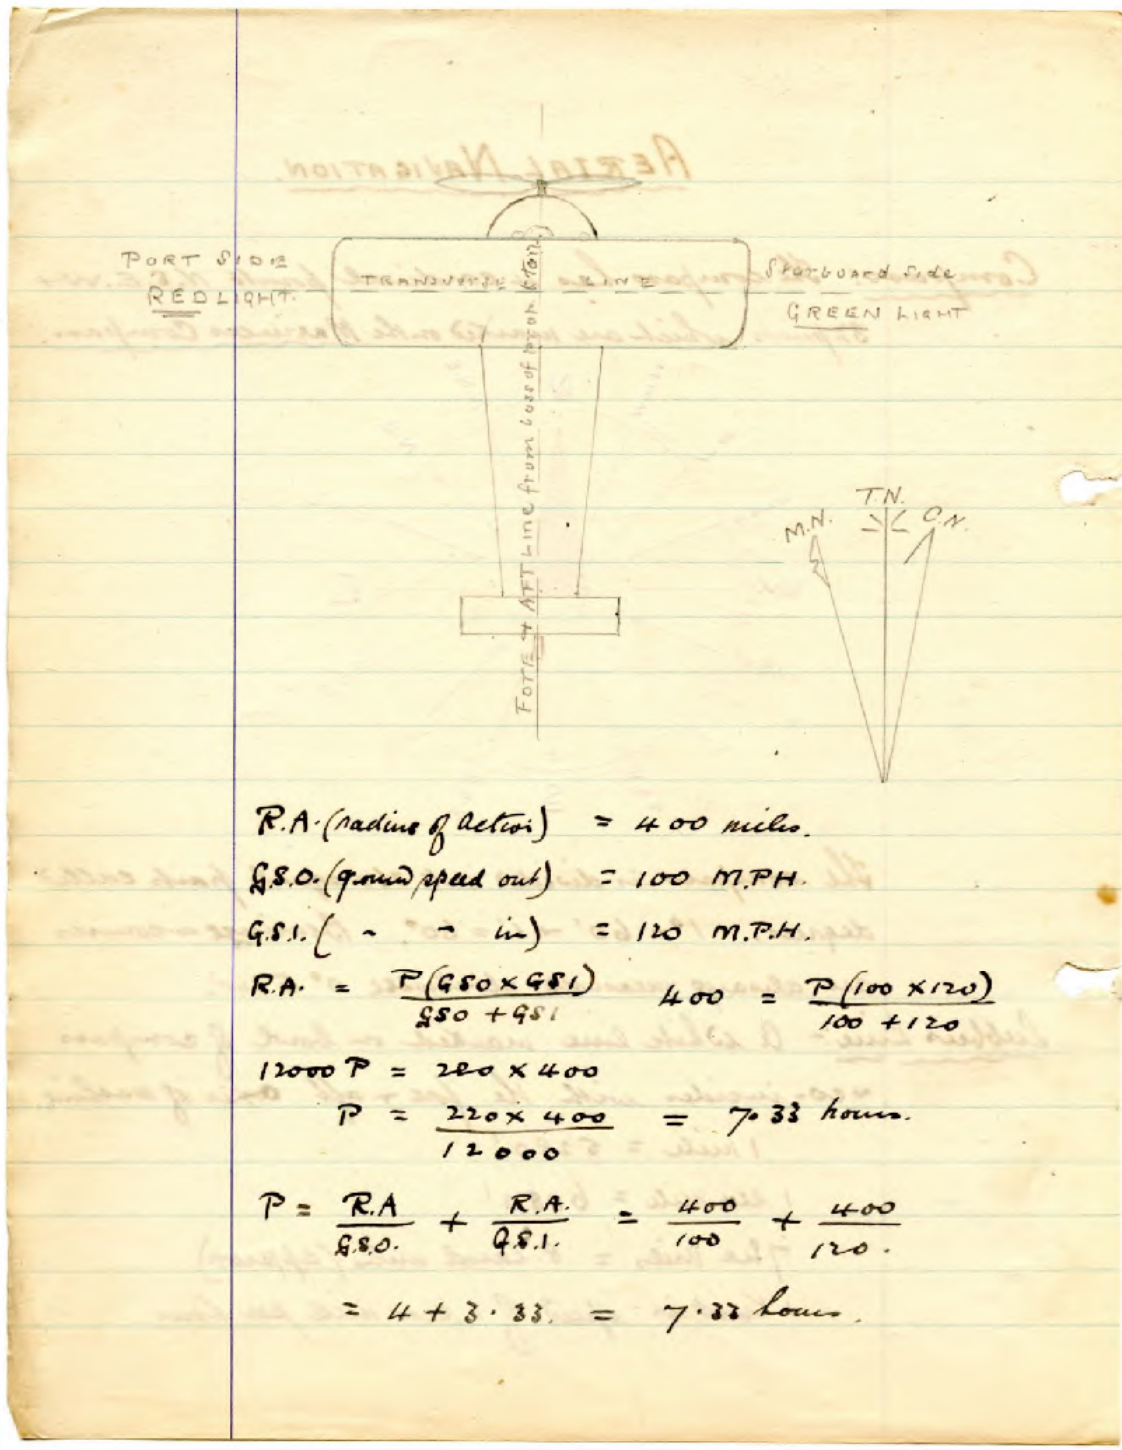 PORT SIDE
RED LIGHT.
TRANSVERSE LINE
Starboard side
GREEN LIGHT
FORE & AFT Line from boss of prop to tail.
M.N.
T.N.
C.N.
R.A. (radius of action) = 400 miles.
G.S.O. (ground speed out) = 100 M.P.H.
G.S.I. ( " " in) = 120 M.P.H.
R.A. = P(GSO X GSI) / GSO + GSI 400 = P(100 X 120) / 100 + 120
12000 P = 220 X 400
P = 220 X 400 / 12000 = 7.33 hours.
P = R.A / G.S.O. + R.A. / G.S.I. = 400 / 100 + 400 / 120.
= 4 + 3.33. = 7.33 hours.